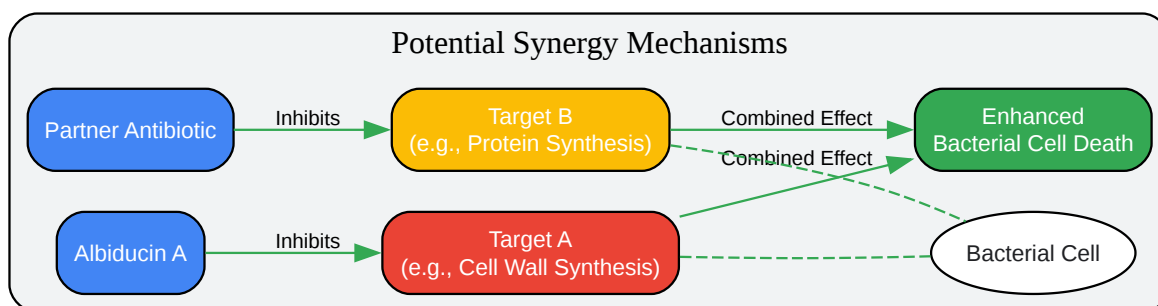 Potential Synergy Mechanisms
Partner Antibiotic
Inhibits
Target B
(e.g., Protein Synthesis)
Combined Effect
Enhanced
Bacterial Cell Death
Combined Effect
Albiducin A
Inhibits
Target A
(e.g., Cell Wall Synthesis)
Bacterial Cell